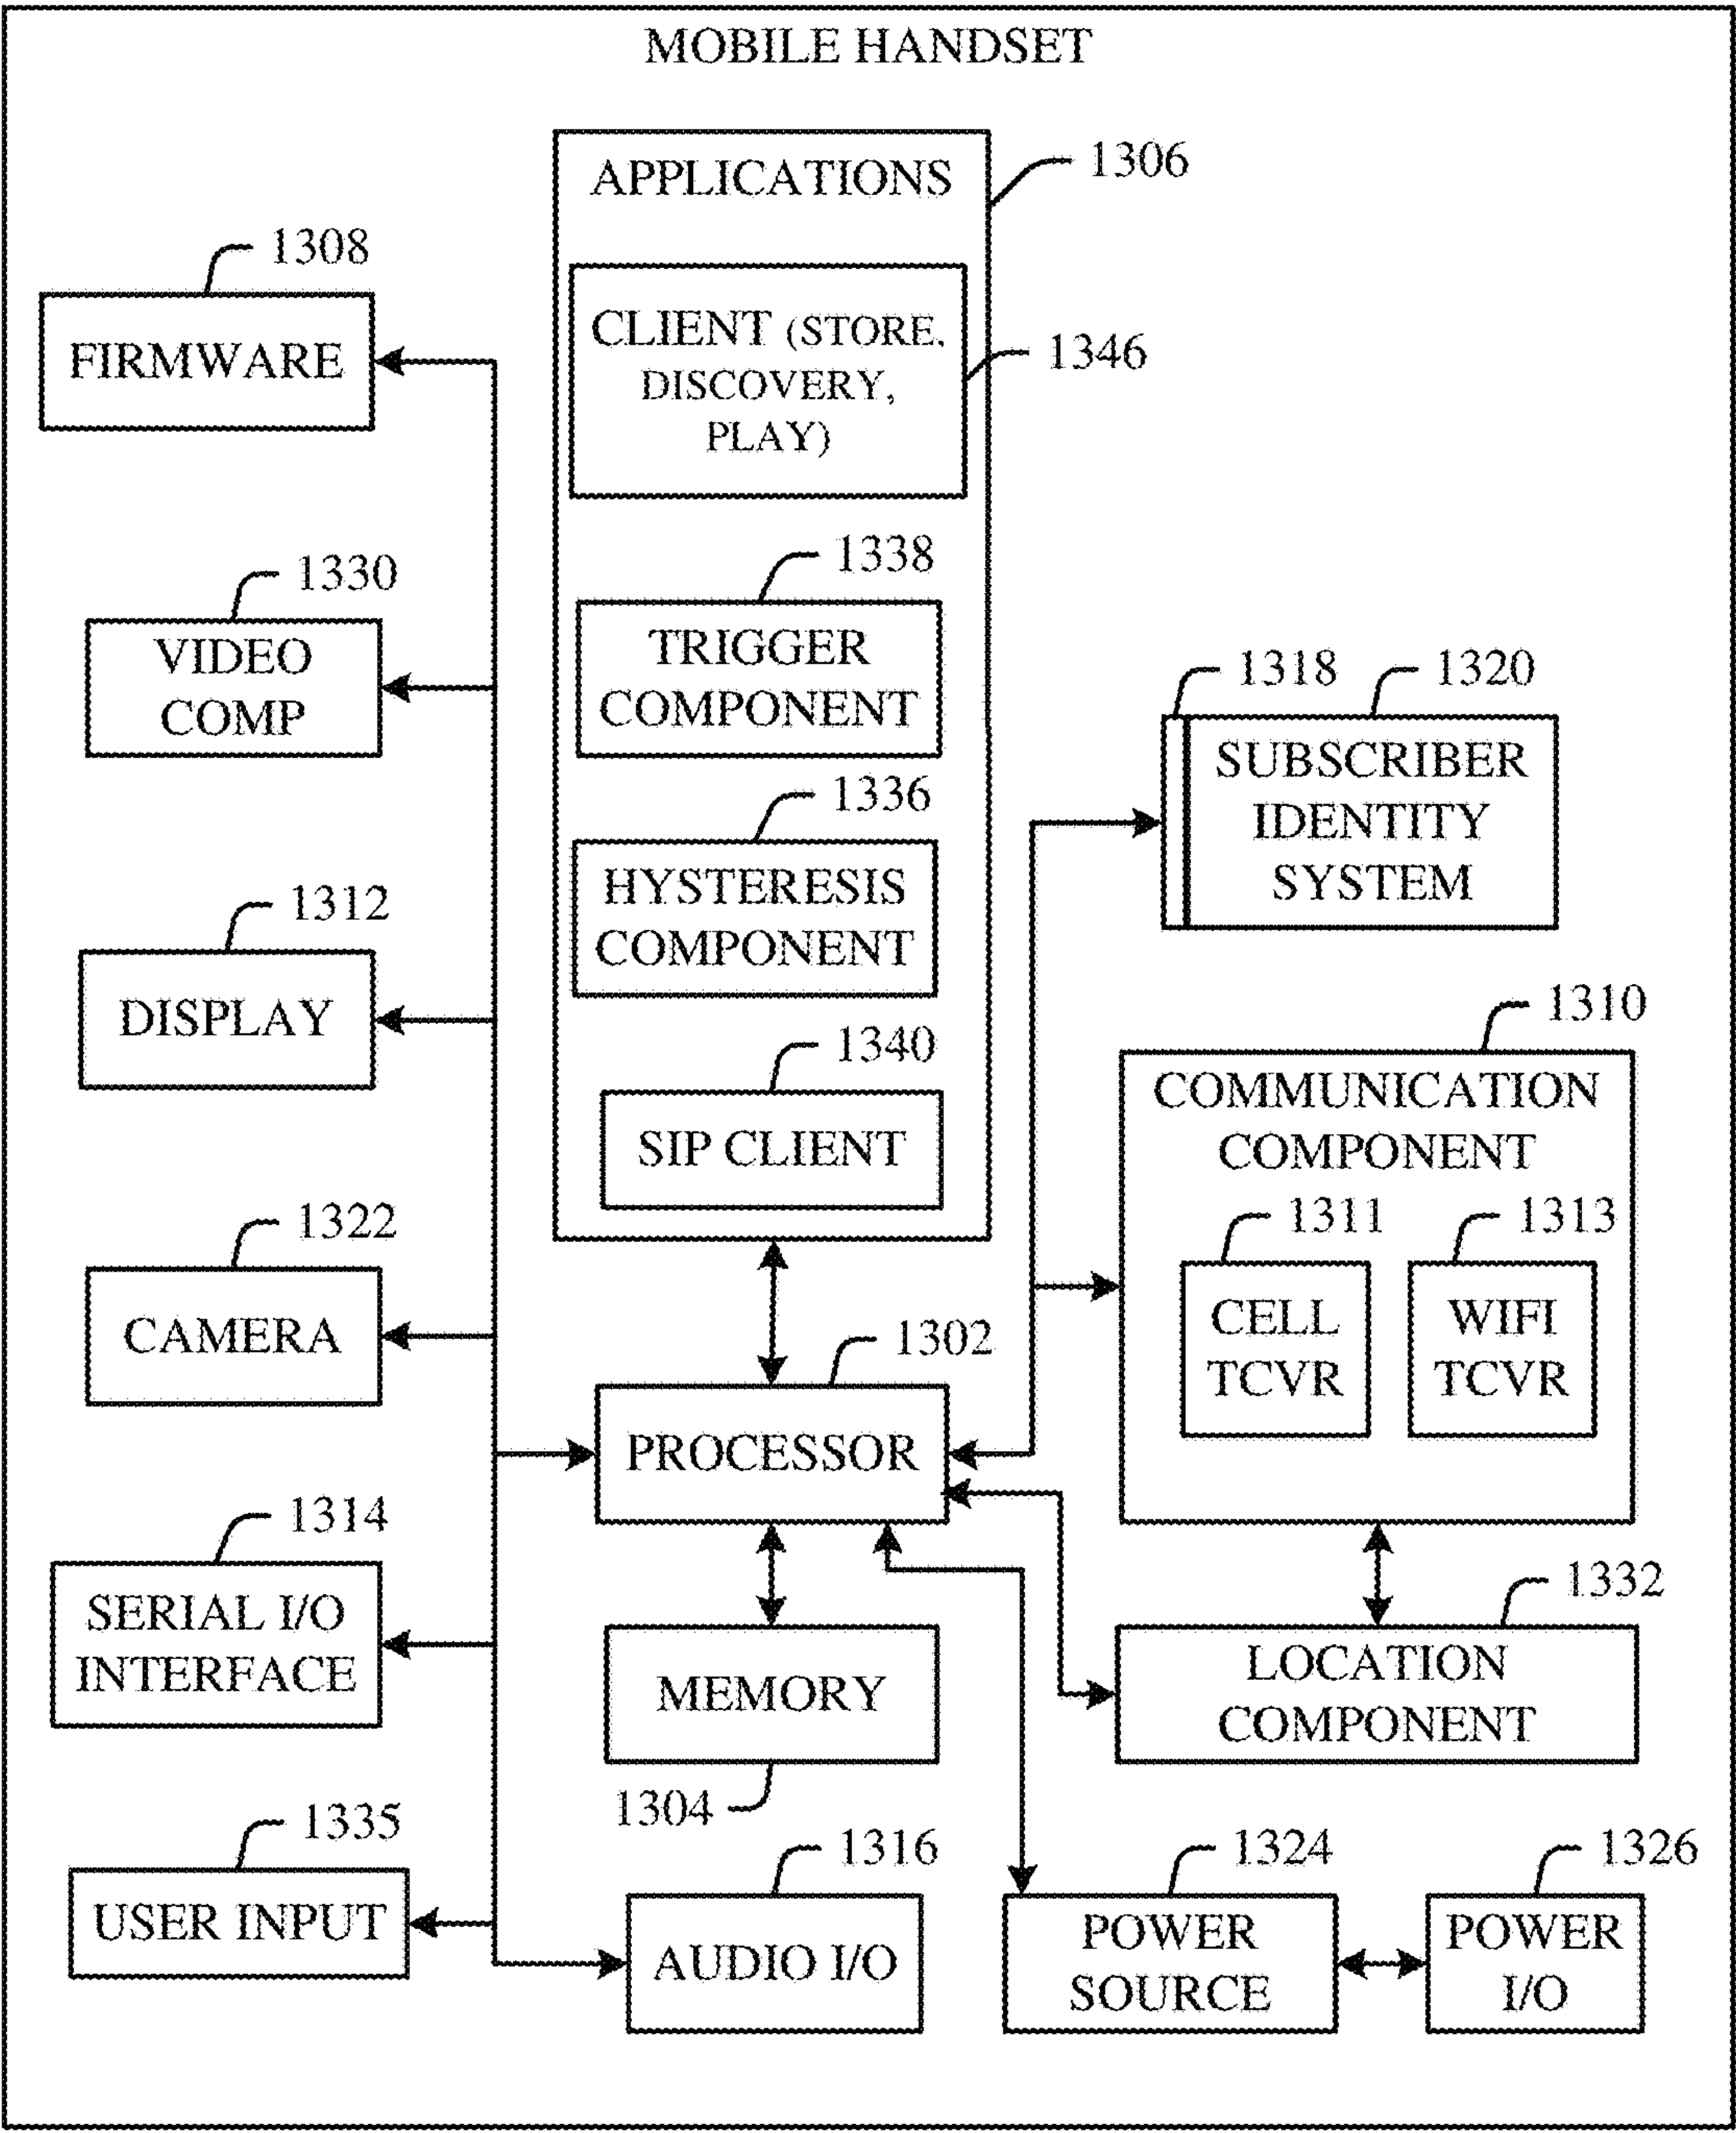 MOBILE HANDSET
APPLICATIONS
1306
1308
FIRMWARE
CLIENT (STORE,
DISCOVERY,
PLAY)
1346
1330
VIDEO
COMP
1338
TRIGGER
COMPONENT
1336
HYSTERESIS
COMPONENT
1318
1320
SUBSCRIBER
IDENTITY
SYSTEM
1312
DISPLAY
1340
SIP CLIENT
1310
COMMUNICATION
COMPONENT
1311
1313
CELL
TCVR
WIFI
TCVR
1322
CAMERA
1302
PROCESSOR
1314
SERIAL I/O
INTERFACE
MEMORY
1304
1332
LOCATION
COMPONENT
1335
USER INPUT
1316
AUDIO I/O
1324
POWER
SOURCE
1326
POWER
I/O